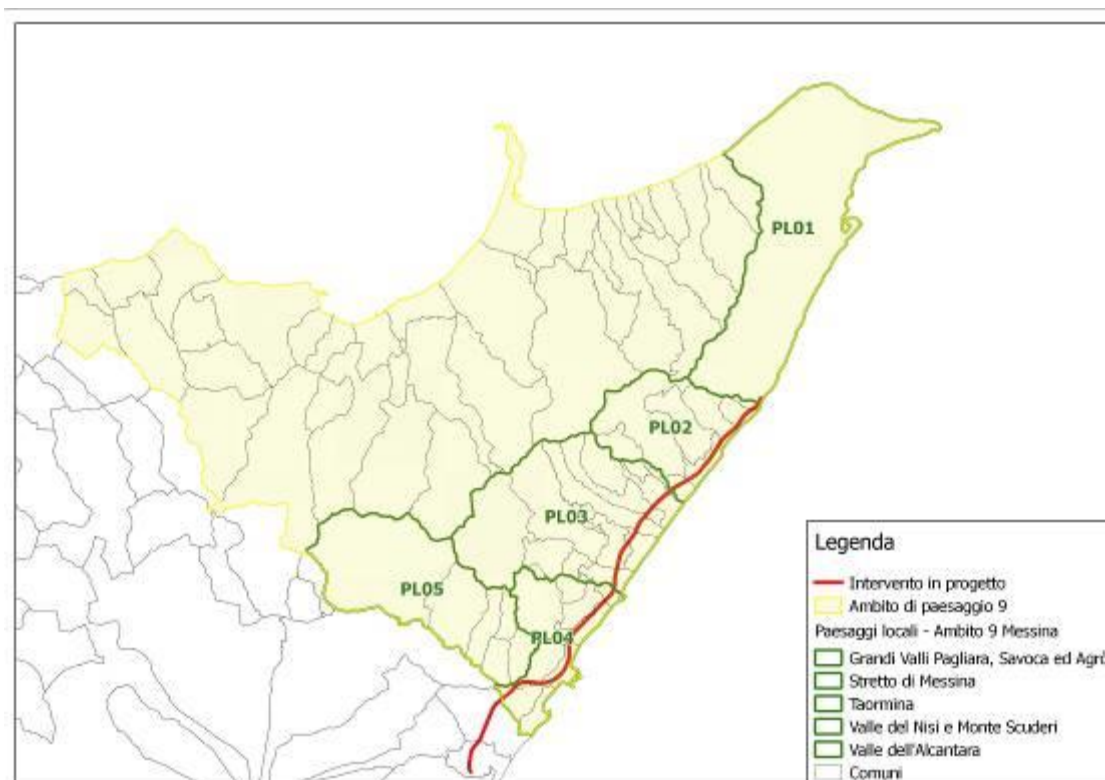 PL01
PL02
PL03
PL05
PL04
Legenda
Intervento in progetto
Ambito di paesaggio 9
Paesaggi locali - Ambito 9 Messina
Grandi Valli Pagliara, Savoca ed Agrò
Stretto di Messina
Taormina
Valle del Nisi e Monte Scuderi
Valle dell'Alcantara
Comuni